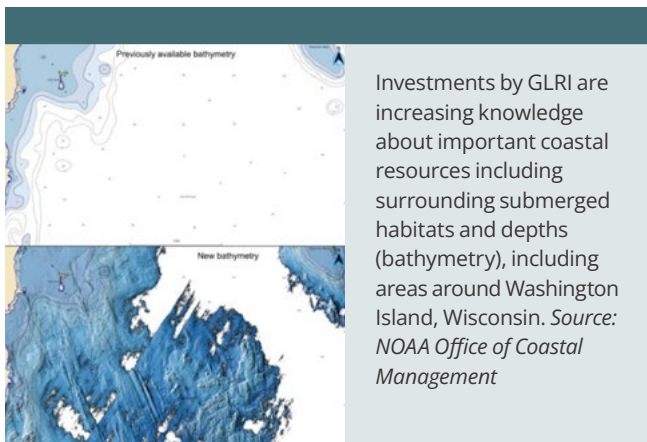 Previously available bathymetry
New bathymetry
Investments by GLRI are
increasing knowledge
about important coastal
resources including
surrounding submerged
habitats and depths
(bathymetry), including
areas around Washington
Island, Wisconsin. Source:
NOAA Office of Coastal
Management